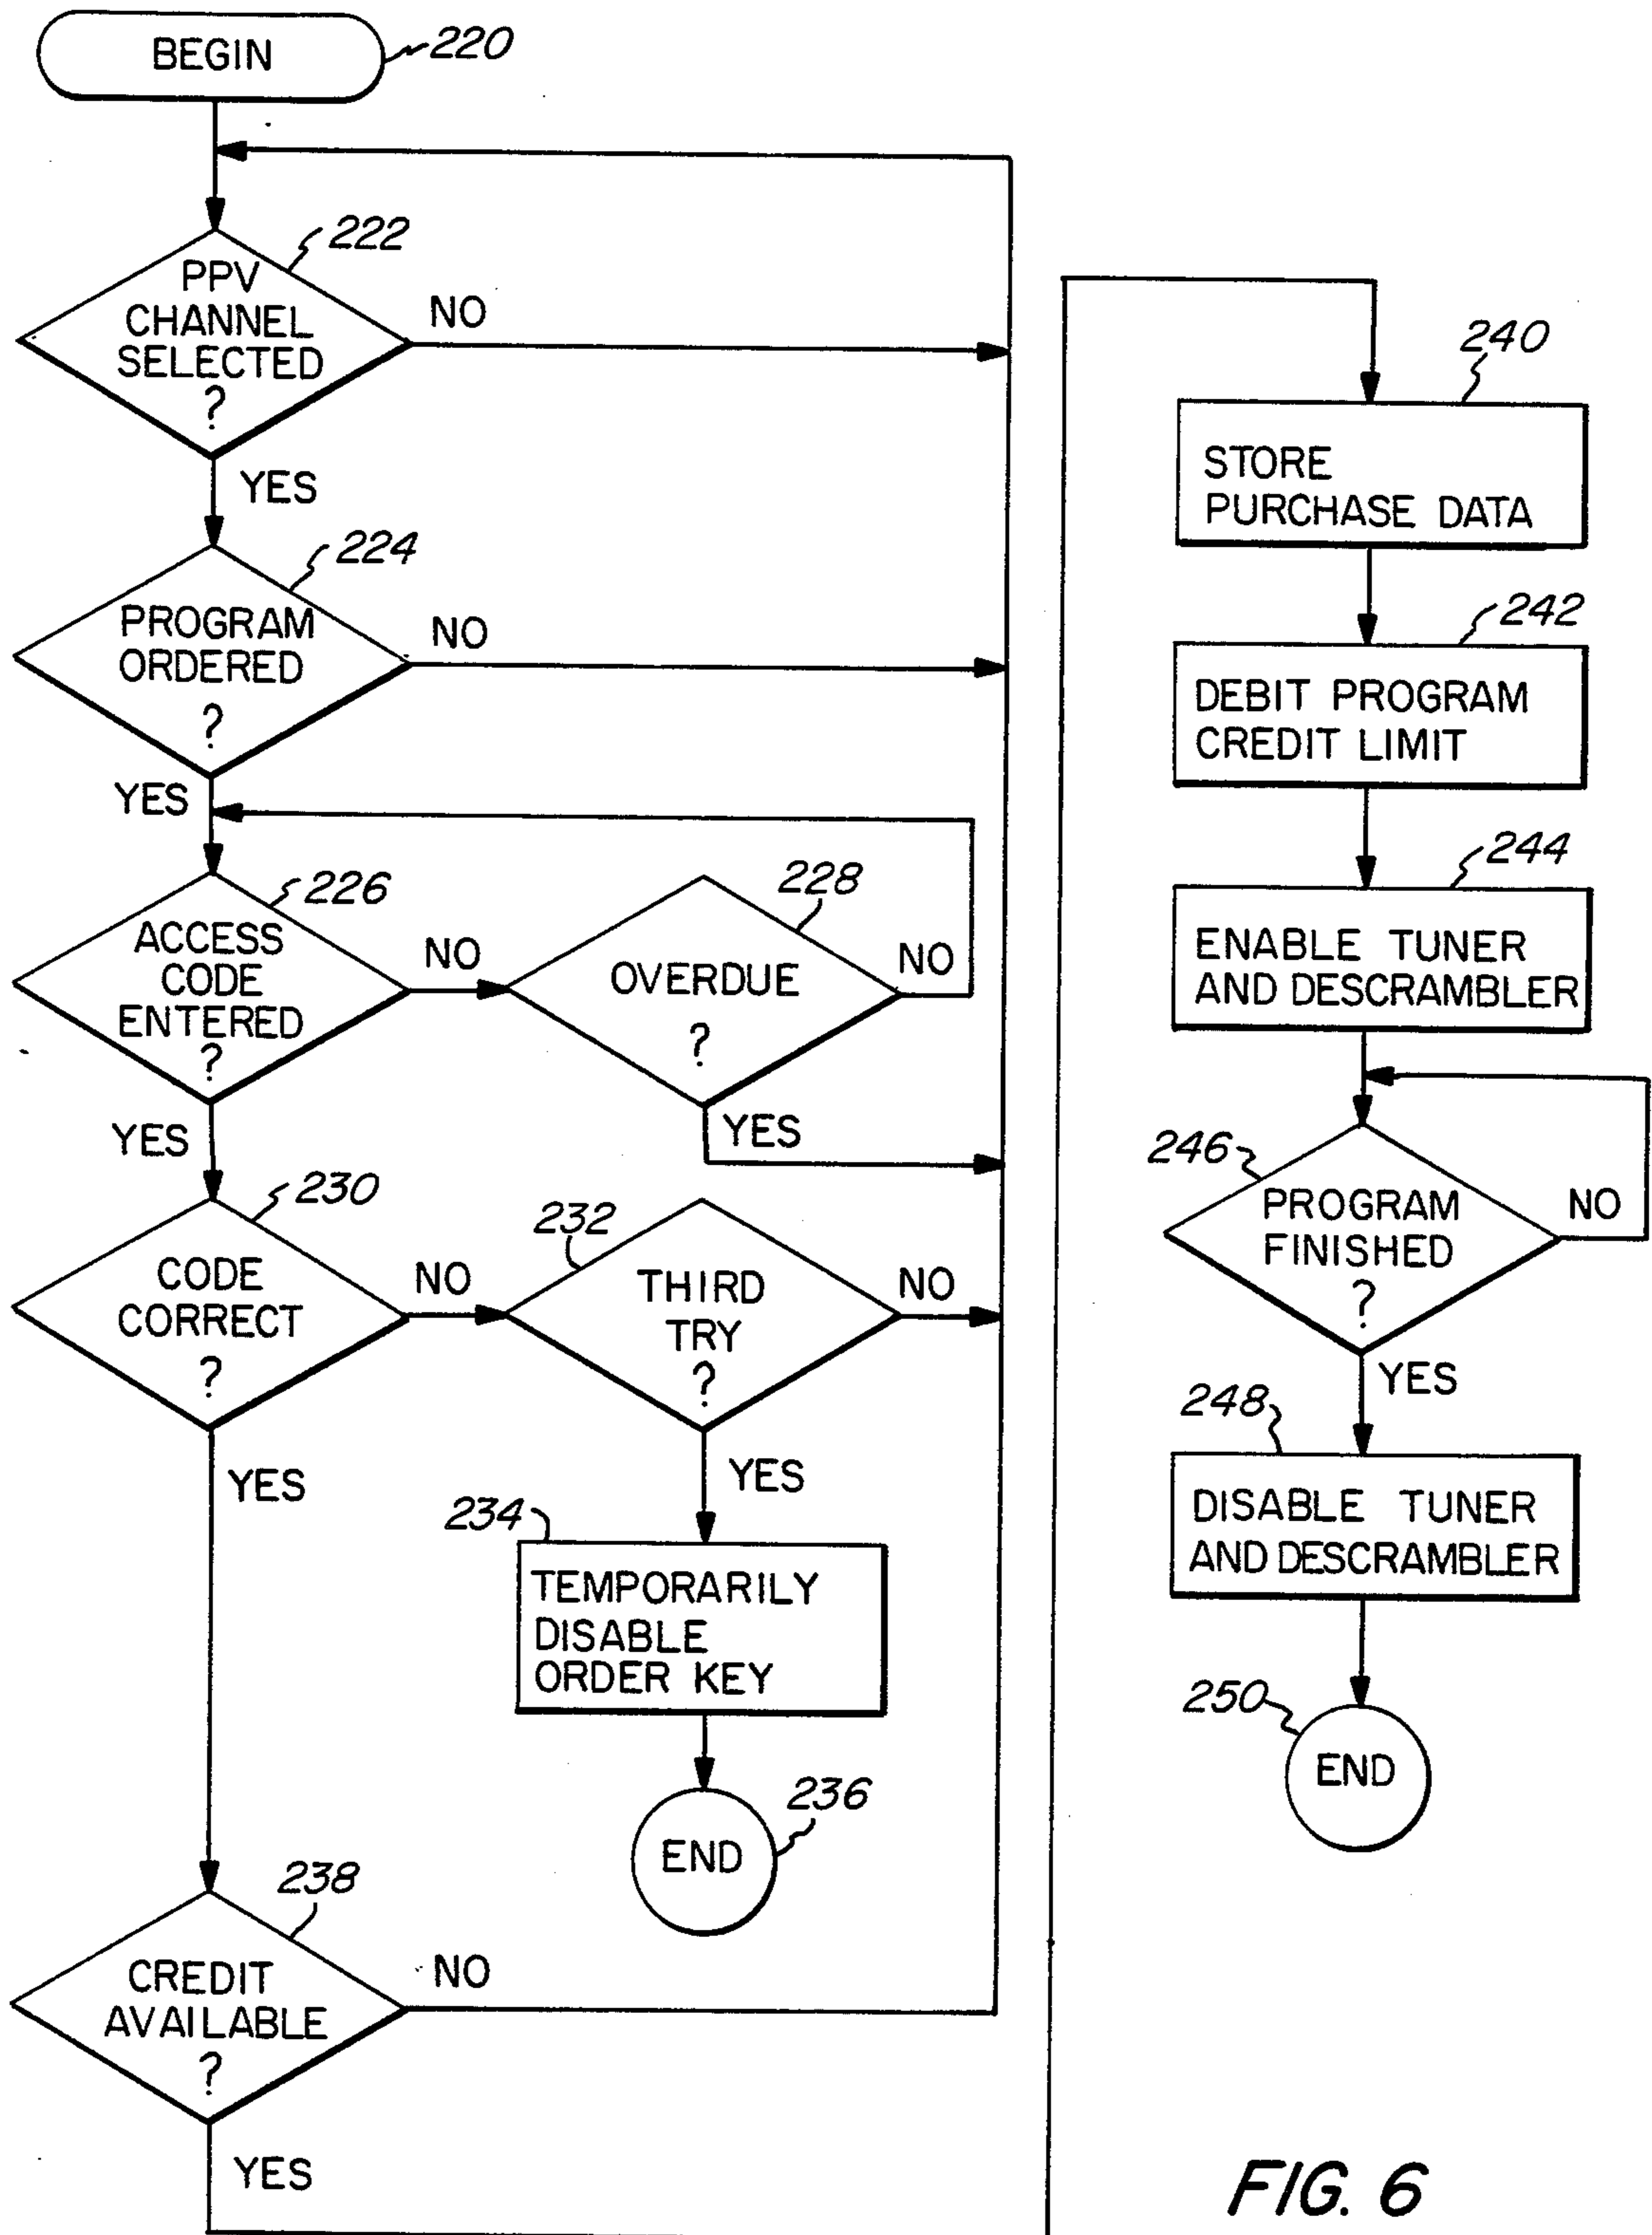 BEGIN
220
222
PPV
CHANNEL
SELECTED
?
NO
YES
224
PROGRAM
ORDERED
?
NO
YES
226
ACCESS
CODE
ENTERED
?
NO
228
OVERDUE
?
NO
YES
YES
230
CODE
CORRECT
?
NO
232
THIRD
TRY
?
NO
YES
YES
234
TEMPORARILY
DISABLE
ORDER KEY
END
236
238
CREDIT
AVAILABLE
?
NO
YES
240
STORE
PURCHASE DATA
242
DEBIT PROGRAM
CREDIT LIMIT
244
ENABLE TUNER
AND DESCRAMBLER
246
PROGRAM
FINISHED
?
NO
YES
248
DISABLE TUNER
AND DESCRAMBLER
250
END
FIG. 6